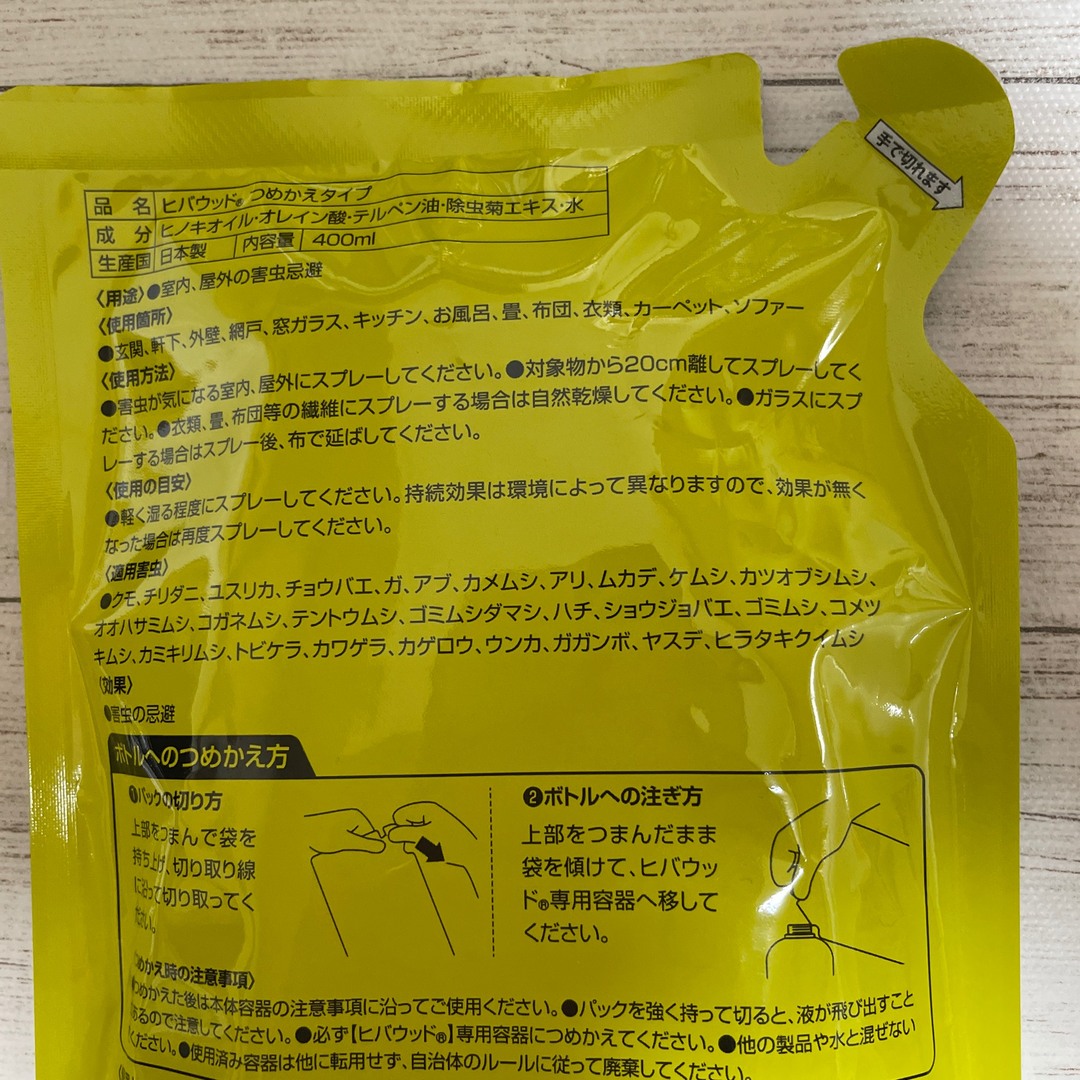 手で切れます
品 名 ヒバウッド® つめかえタイプ
成 分 ヒノキオイル・オレイン酸・テルペン油・除虫菊エキス・水
生産国 日本製 内容量 400ml
〈用途〉●室内、屋外の害虫忌避
〈使用箇所〉
●玄関、軒下、外壁、網戸、窓ガラス、キッチン、お風呂、畳、布団、衣類、カーペット、ソファー
〈使用方法〉
●害虫が気になる室内、屋外にスプレーしてください。●対象物から20cm離してスプレーしてく
ださい。●衣類、畳、布団等の繊維にスプレーする場合は自然乾燥してください。●ガラスにスプ
レーする場合はスプレー後、布で延ばしてください。
〈使用の目安〉
●軽く湿る程度にスプレーしてください。持続効果は環境によって異なりますので、効果が無く
なった場合は再度スプレーしてください。
〈適用害虫〉
●クモ、チリダニ、ユスリカ、チョウバエ、ガ、アブ、カメムシ、アリ、ムカデ、ケムシ、カツオブシムシ、
オオハサミムシ、コガネムシ、テントウムシ、ゴミムシダマシ、ハチ、ショウジョバエ、ゴミムシ、コメツ
キムシ、カミキリムシ、トビケラ、カワゲラ、カゲロウ、ウンカ、ガガンボ、ヤスデ、ヒラタキクイムシ
〈効果〉
●害虫の忌避
ボトルへのつめかえ方
❶パックの切り方
上部をつまんで袋を
持ち上げ、切り取り線
に沿って切り取ってく
ださい。
❷ボトルへの注ぎ方
上部をつまんだまま
袋を傾けて、ヒバウッ
ド®専用容器へ移して
ください。
つめかえ時の注意事項〉
つめかえた後は本体容器の注意事項に沿ってご使用ください。●パックを強く持って切ると、液が飛び出すこと
あるので注意してください。●必ず【ヒバウッド®】専用容器につめかえてください。●他の製品や水と混ぜない
ください。●使用済み容器は他に転用せず、自治体のルールに従って廃棄してください。